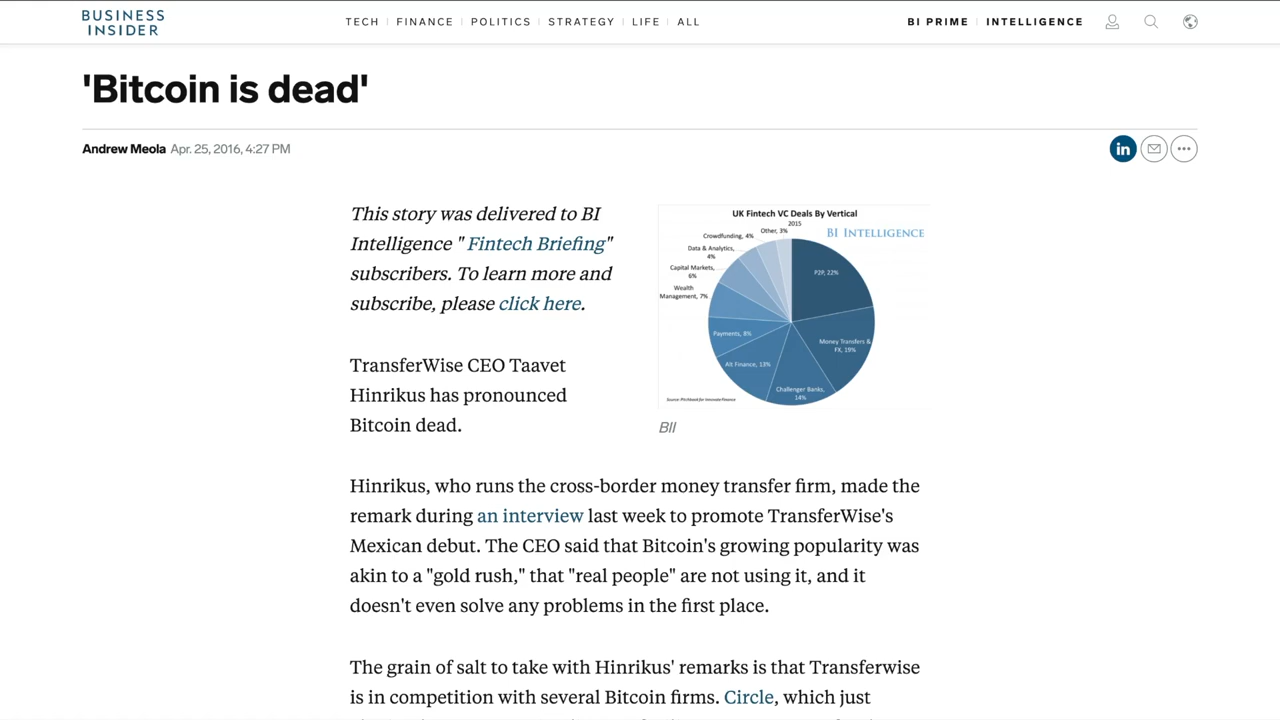 BUSINESS
INSIDER
TECH FINANCE POLITICS STRATEGY LIFE ALL
BI PRIME INTELLIGENCE
'Bitcoin is dead'
Andrew Meola Apr. 25, 2016, 4:27 PM
in
This story was delivered to BI
Intelligence "Fintech Briefing"
subscribers. To learn more and
subscribe, please click here.
TransferWise CEO Taavet
Hinrikus has pronounced
Bitcoin dead.
UK Fintech VC Deals By Vertical
2015
BI INTELLIGENCE
Other, 3%
Crowdfunding, 4%
Data & Analytics,
4%
Capital Markets,
6%
Wealth
Management, 7%
Payments, 8%
Alt Finance, 13%
Challenger Banks,
14%
Money Transfers &
FX, 19%
P2P, 22%
Source: Pitchbook for Innovate Finance
BII
Hinrikus, who runs the cross-border money transfer firm, made the
remark during an interview last week to promote TransferWise's
Mexican debut. The CEO said that Bitcoin's growing popularity was
akin to a "gold rush," that "real people" are not using it, and it
doesn't even solve any problems in the first place.
The grain of salt to take with Hinrikus' remarks is that Transferwise
is in competition with several Bitcoin firms. Circle, which just